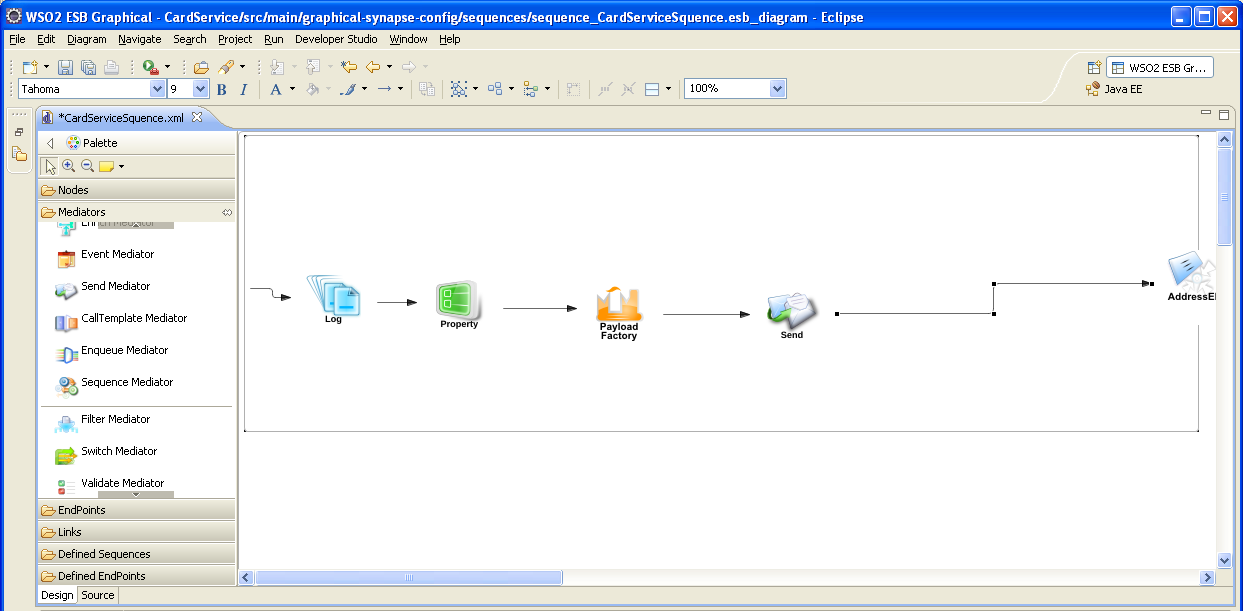 WSO2 ESB Graphical - CardService/src/main/graphical-synapse-config/sequences/sequence_CardServiceSquence.esb_diagram - Eclipse
File Edit Diagram Navigate Search Project Run Developer Studio Window Help
WSO2 ESB Gr...
Tahoma 9 B I A 100%
Java EE
*CardServiceSquence.xml
Palette
Nodes
Mediators
Enrich Mediator
Event Mediator
Send Mediator
CallTemplate Mediator
Enqueue Mediator
Sequence Mediator
Filter Mediator
Switch Mediator
Validate Mediator
EndPoints
Links
Defined Sequences
Defined EndPoints
Design Source
Log
Property
Payload
Factory
Send
AddressE